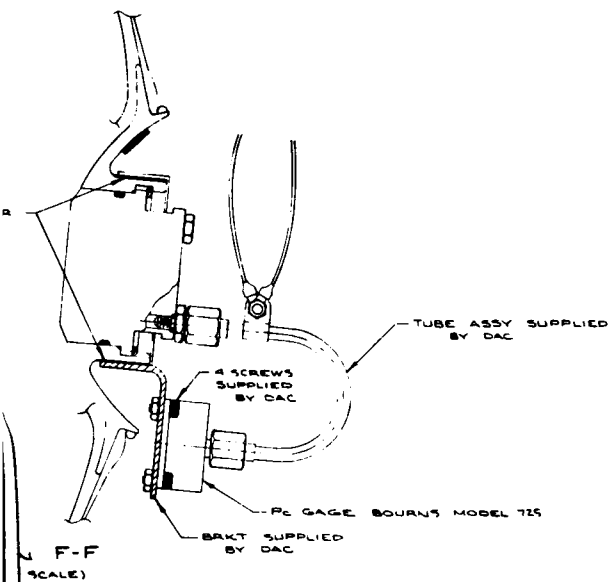 R
TUBE ASSY SUPPLIED
BY DAC
4 SCREWS
SUPPLIED
BY DAC
Pc GAGE BOURNS MODEL
BRKT SUPPLIED
BY DAC
F-F
SCALE)